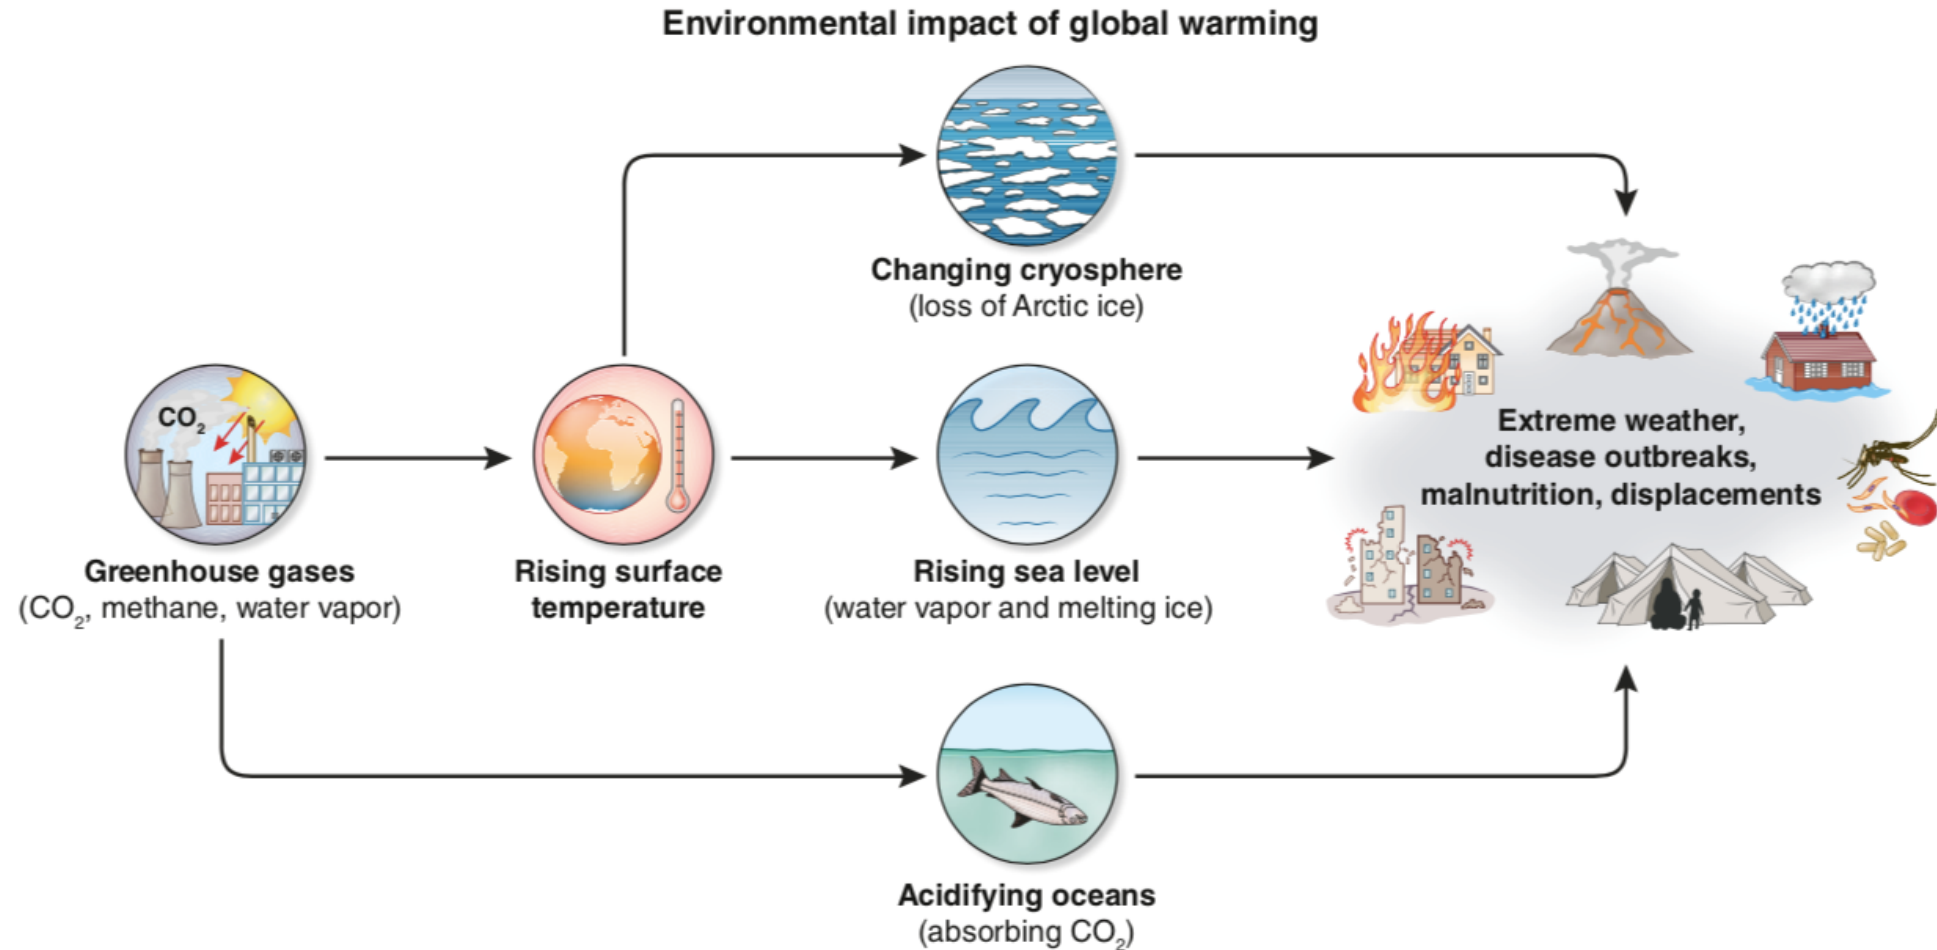 Environmental impact of global warming
Changing cryosphere
(loss of Arctic ice)
CO₂
Greenhouse gases
(CO₂, methane, water vapor)
Rising surface
temperature
Rising sea level
(water vapor and melting ice)
Extreme weather,
disease outbreaks,
malnutrition, displacements
Acidifying oceans
(absorbing CO₂)